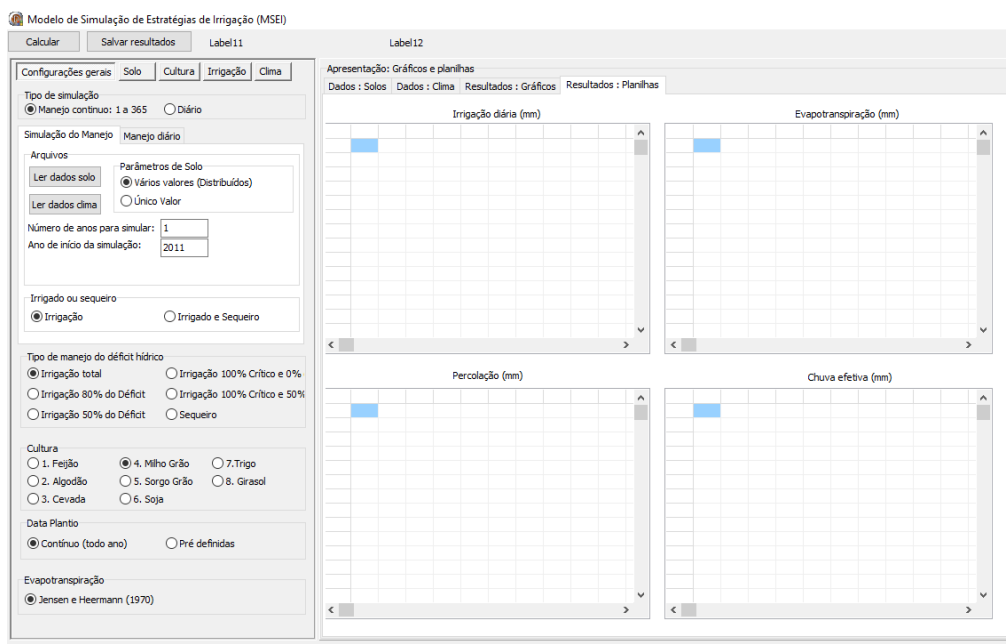 Modelo de Simulação de Estratégias de Irrigação (MSEI)
Calcular Salvar resultados Label11 Label12
Configurações gerais Solo Cultura Irrigação Clima
Tipo de simulação
Manejo continuo: 1 a 365 Diário
Simulação do Manejo Manejo diário
Arquivos
Ler dados solo
Ler dados clima
Parâmetros de Solo
Vários valores (Distribuídos)
Único Valor
Número de anos para simular: 1
Ano de início da simulação: 2011
Irrigado ou sequeiro
Irrigação Irrigado e Sequeiro
Tipo de manejo do déficit hídrico
Irrigação total Irrigação 100% Crítico e 0%
Irrigação 80% do Déficit Irrigação 100% Crítico e 50%
Irrigação 50% do Déficit Sequeiro
Cultura
1. Feijão 4. Milho Grão 7.Trigo
2. Algodão 5. Sorgo Grão 8. Girasol
3. Cevada 6. Soja
Data Plantio
Contínuo (todo ano) Pré definidas
Evapotranspiração
Jensen e Heermann (1970)
Apresentação: Gráficos e planilhas
Dados : Solos Dados : Clima Resultados : Gráficos Resultados : Planilhas
Irrigação diária (mm) Evapotranspiração (mm)
Percolação (mm) Chuva efetiva (mm)